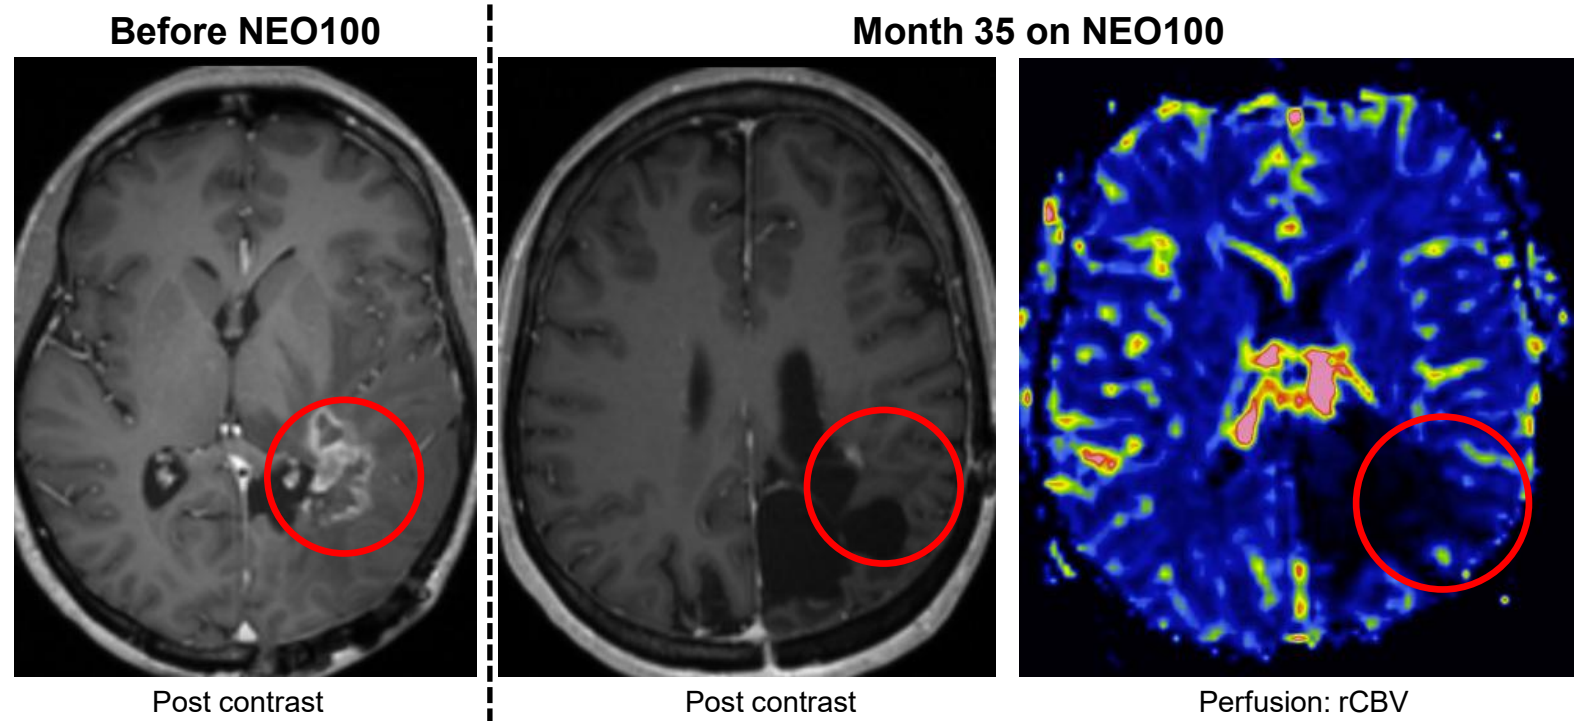 Before NEO100
Month 35 on NEO100
Post contrast
Post contrast
Perfusion: rCBV